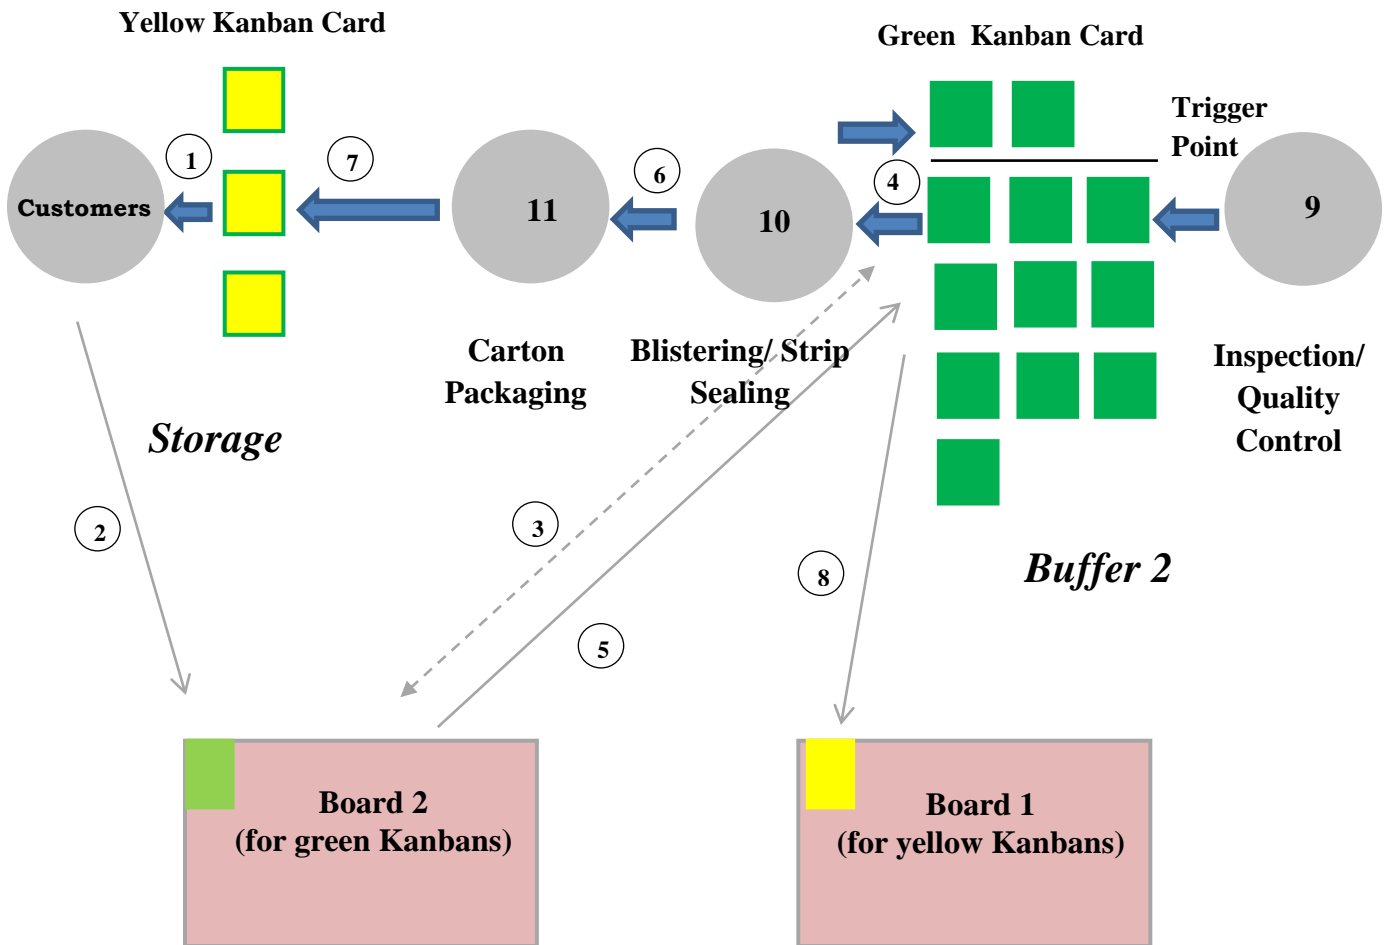 Yellow Kanban Card
Green Kanban Card
Trigger
Point
1
7
6
4
Customers
11
10
9
Carton
Packaging
Blistering/ Strip
Sealing
Inspection/
Quality
Control
Storage
2
3
5
8
Buffer 2
Board 2
(for green Kanbans)
Board 1
(for yellow Kanbans)